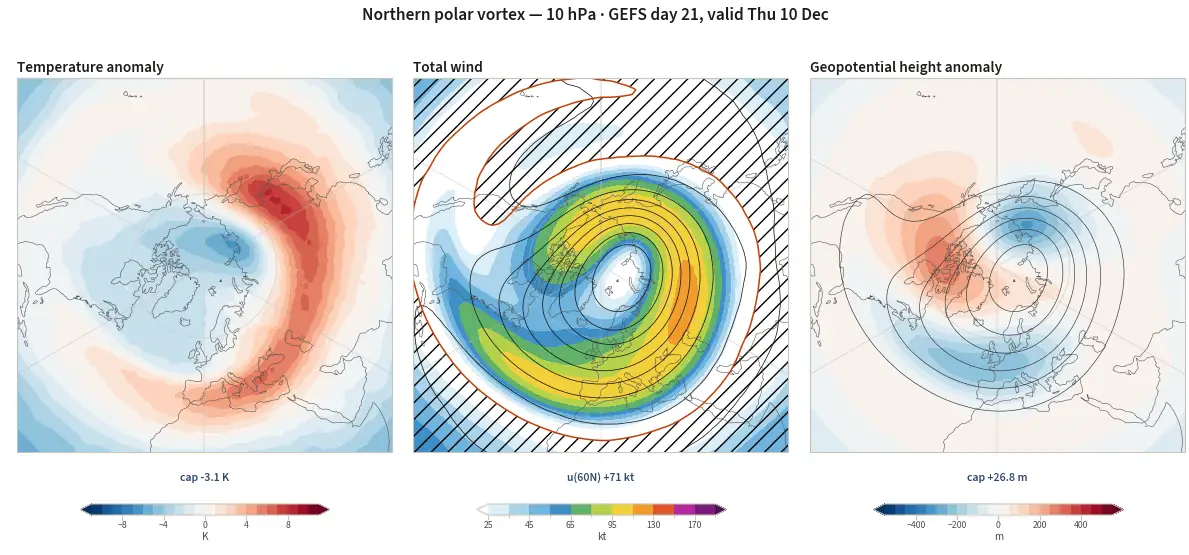 Northern polar vortex — 10 hPa · GEFS day 21, valid Thu 10 Dec
Temperature anomaly
Total wind
Geopotential height anomaly
cap -3.1 K
u(60N) +71 kt
cap +26.8 m
−8 −4 0 4 8
K
25 45 65 95 130 170
kt
−400 −200 0 200 400
m